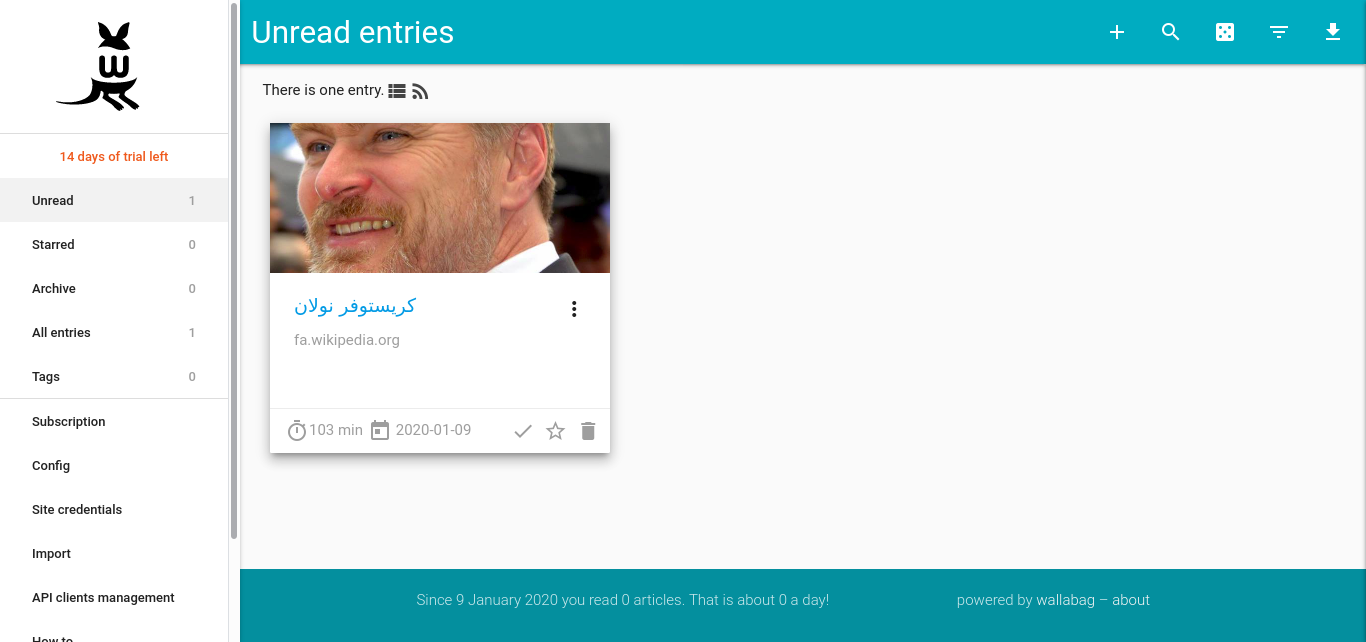 Unread entries
14 days of trial left
Unread 1
Starred 0
Archive 0
All entries 1
Tags 0
Subscription
Config
Site credentials
Import
API clients management
How to
There is one entry.
کریستوفر نولان
fa.wikipedia.org
103 min 2020-01-09
Since 9 January 2020 you read 0 articles. That is about 0 a day!
powered by wallabag – about